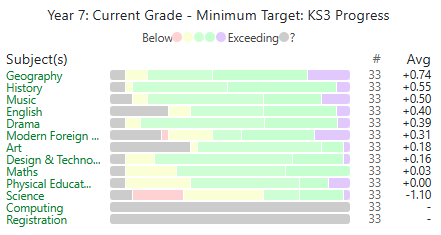 Year 7: Current Grade - Minimum Target: KS3 Progress
Below Exceeding ?
Subject(s) # Avg
Geography 33 +0.74
History 33 +0.55
Music 33 +0.50
English 33 +0.40
Drama 33 +0.39
Modern Foreign ... 33 +0.31
Art 33 +0.18
Design & Techno... 33 +0.16
Maths 33 +0.03
Physical Educat... 33 +0.00
Science 33 -1.10
Computing 33 -
Registration 33 -